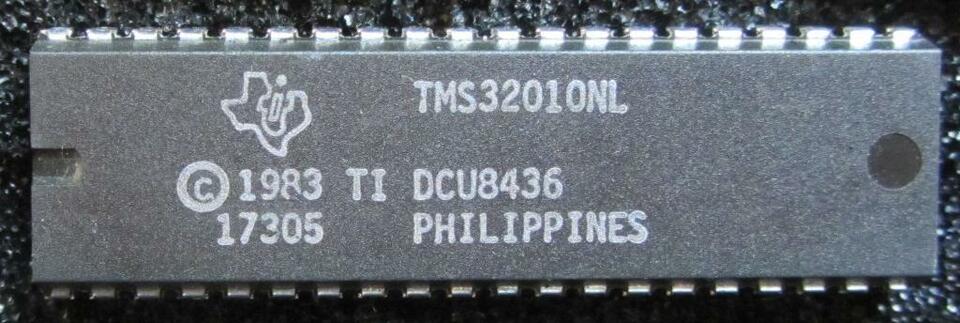 TMS32010NL
© 1983 TI DCU8436
17305 PHILIPPINES